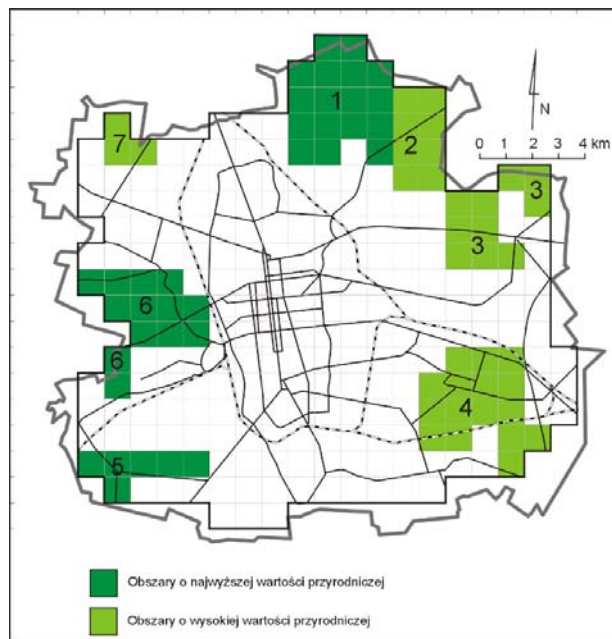 1
2
N
0 1 2 3 4 km
7
3
3
6
6
4
5
Obszary o najwyższej wartości przyrodniczej
Obszary o wysokiej wartości przyrodniczej